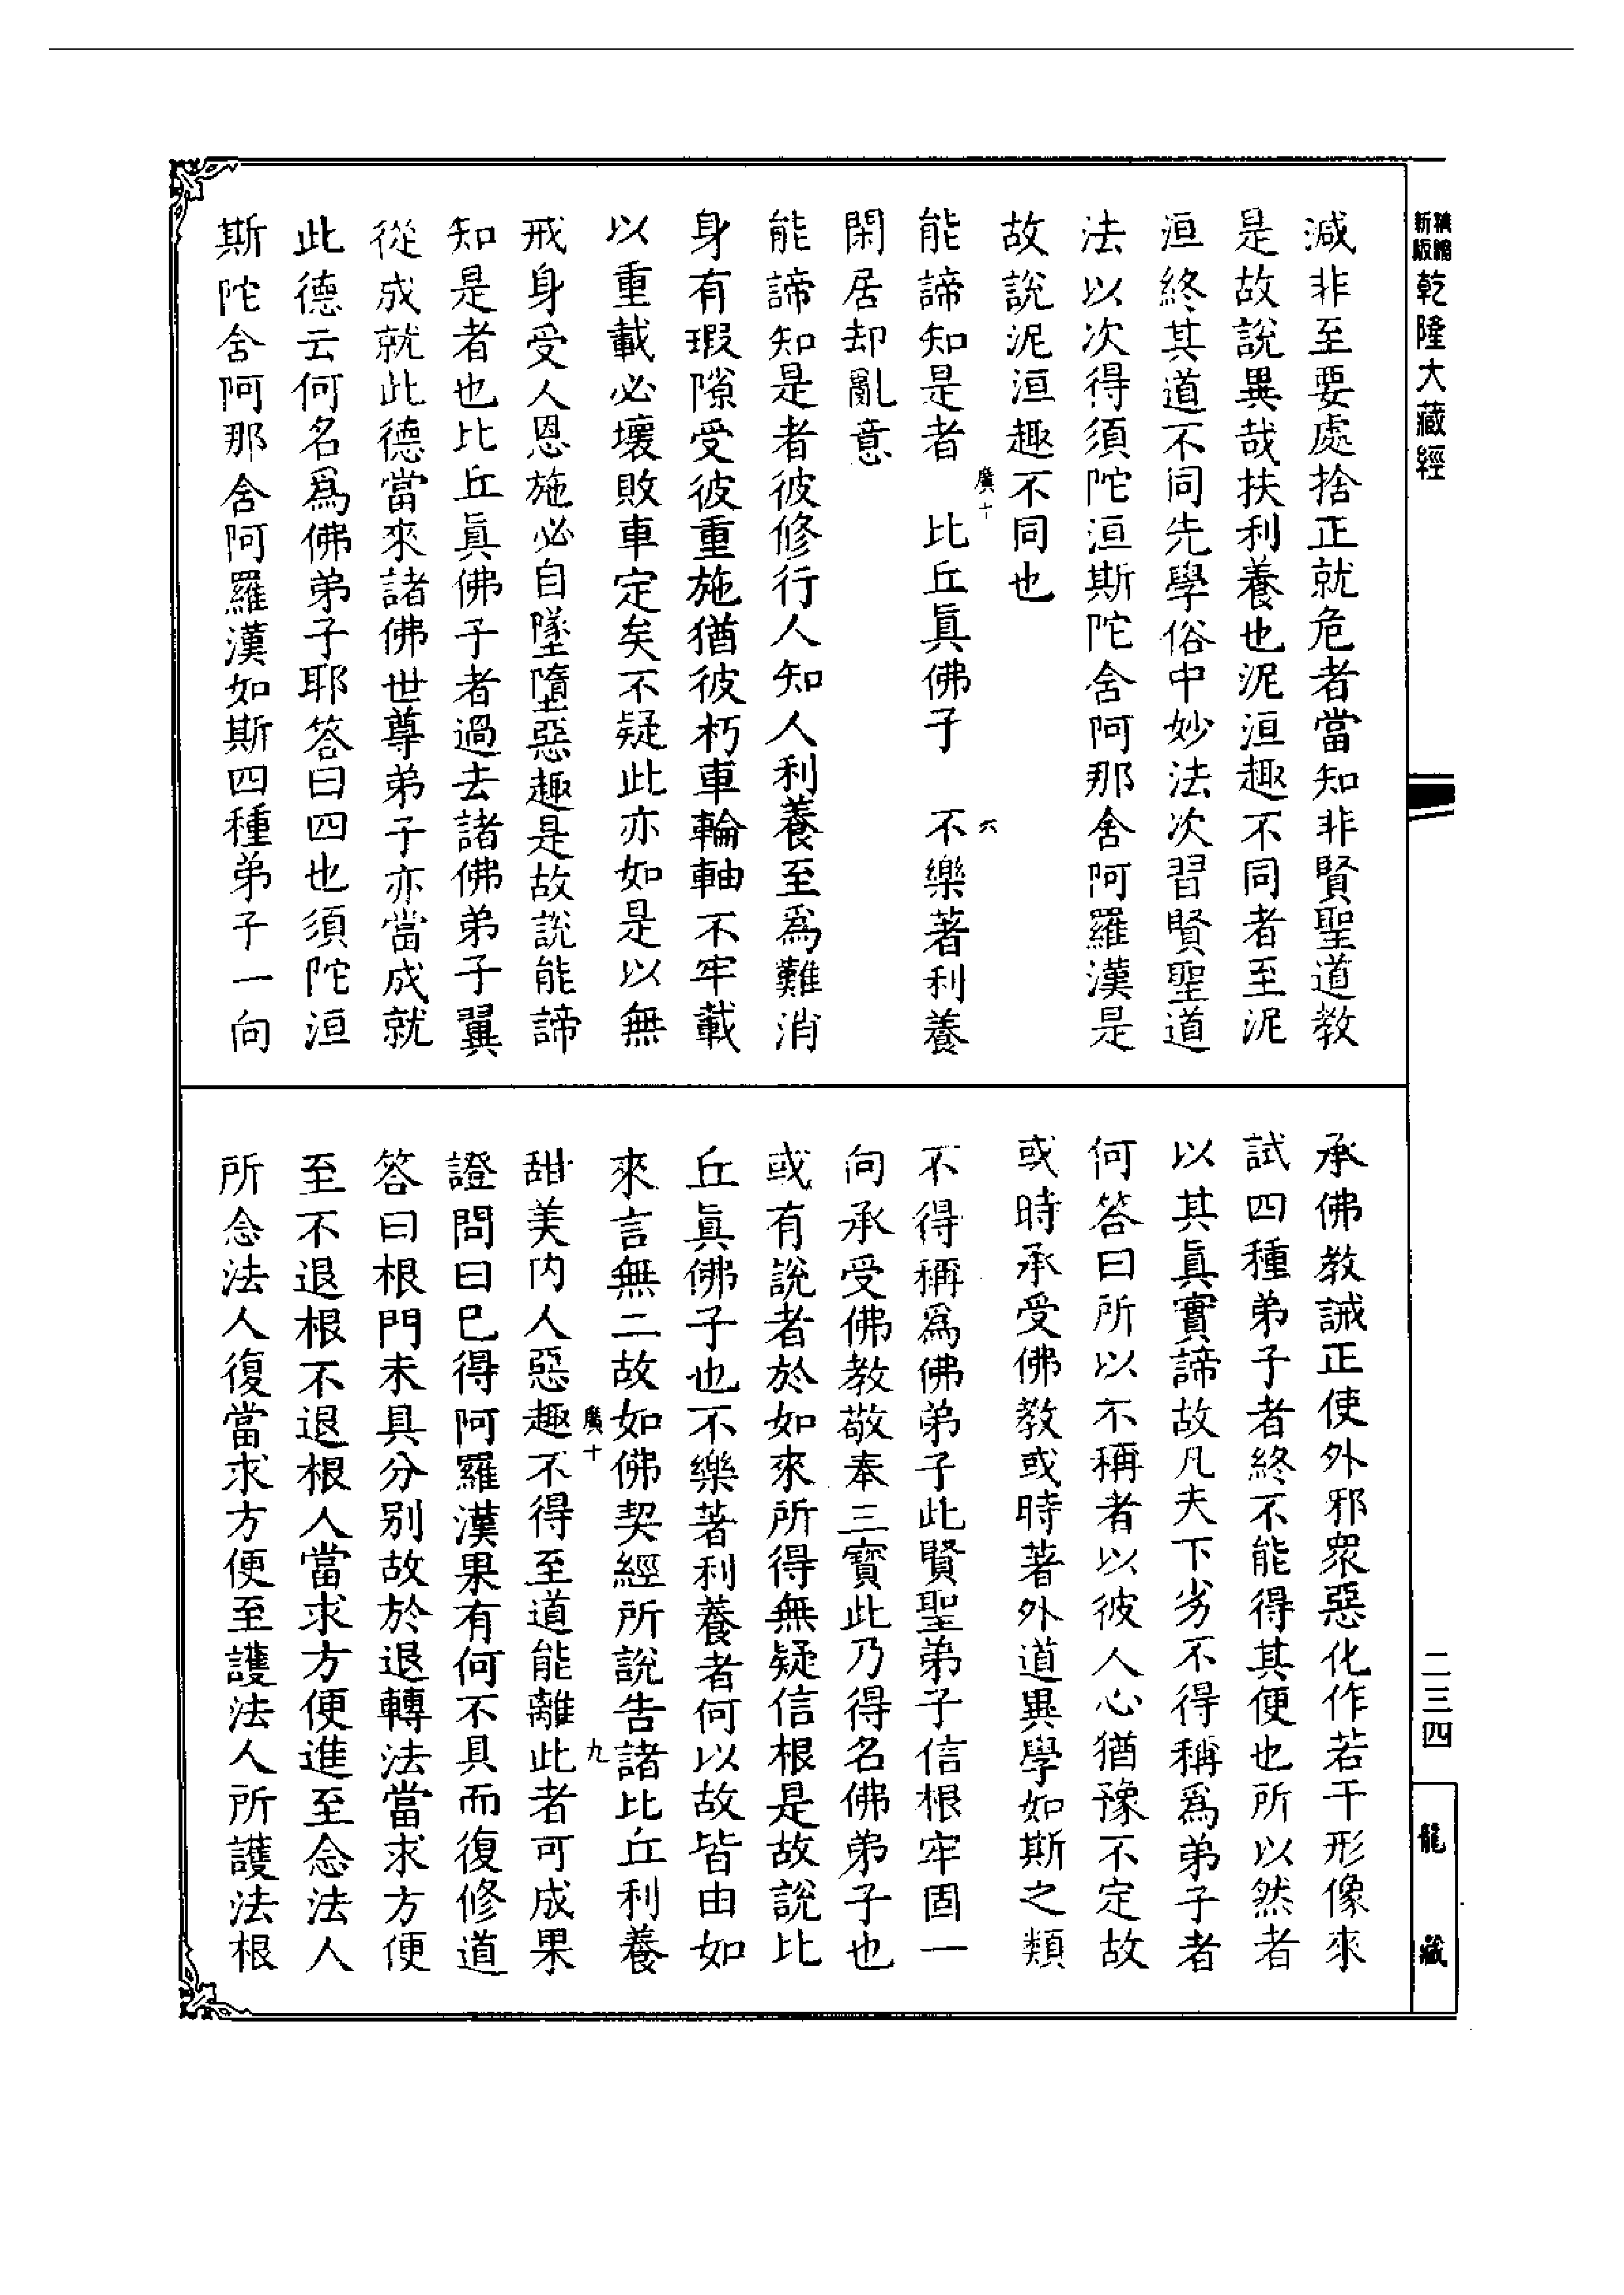 精縮
新版
乾隆大藏經
減非至要處捨正就危者當知非賢聖道教
是故說異哉扶利養也泥洹趣不同者至泥
洹終其道不同先學俗中妙法次習賢聖道
法以次得須陀洹斯陀含阿那含阿羅漢是
故說泥洹趣不同也
廣十
六
能諦知是者 比丘眞佛子 不樂著利養
閑居却亂意
能諦知是者彼修行人知人利養至爲難消
身有瑕隙受彼重施猶彼朽車輪軸不牢載
以重載必壞敗車定矣不疑此亦如是以無
戒身受人恩施必自墜墮惡趣是故說能諦
知是者也比丘眞佛子者過去諸佛弟子翼
從成就此德當來諸佛世尊弟子亦當成就
此德云何名爲佛弟子耶答曰四也須陀洹
斯陀含阿那含阿羅漢如斯四種弟子一向
承佛教誡正使外邪眾惡化作若干形像來
試四種弟子者終不能得其便也所以然者
以其眞實諦故凡夫下劣不得稱爲弟子者
何答曰所以不稱者以彼人心猶豫不定故
或時承受佛教或時著外道異學如斯之類
不得稱爲佛弟子此賢聖弟子信根牢固一
向承受佛教敬奉三寶此乃得名佛弟子也
或有說者於如來所得無疑信根是故說比
丘眞佛子也不樂著利養者何以故皆由如
來言無二故如佛契經所說告諸比丘利養
廣十
九
甜美內人惡趣不得至道能離此者可成果
證問曰已得阿羅漢果有何不具而復修道
答曰根門未具分別故於退轉法當求方便
至不退根不退根人當求方便進至念法人
所念法人復當求方便至護法人所護法根
二三四
龍藏